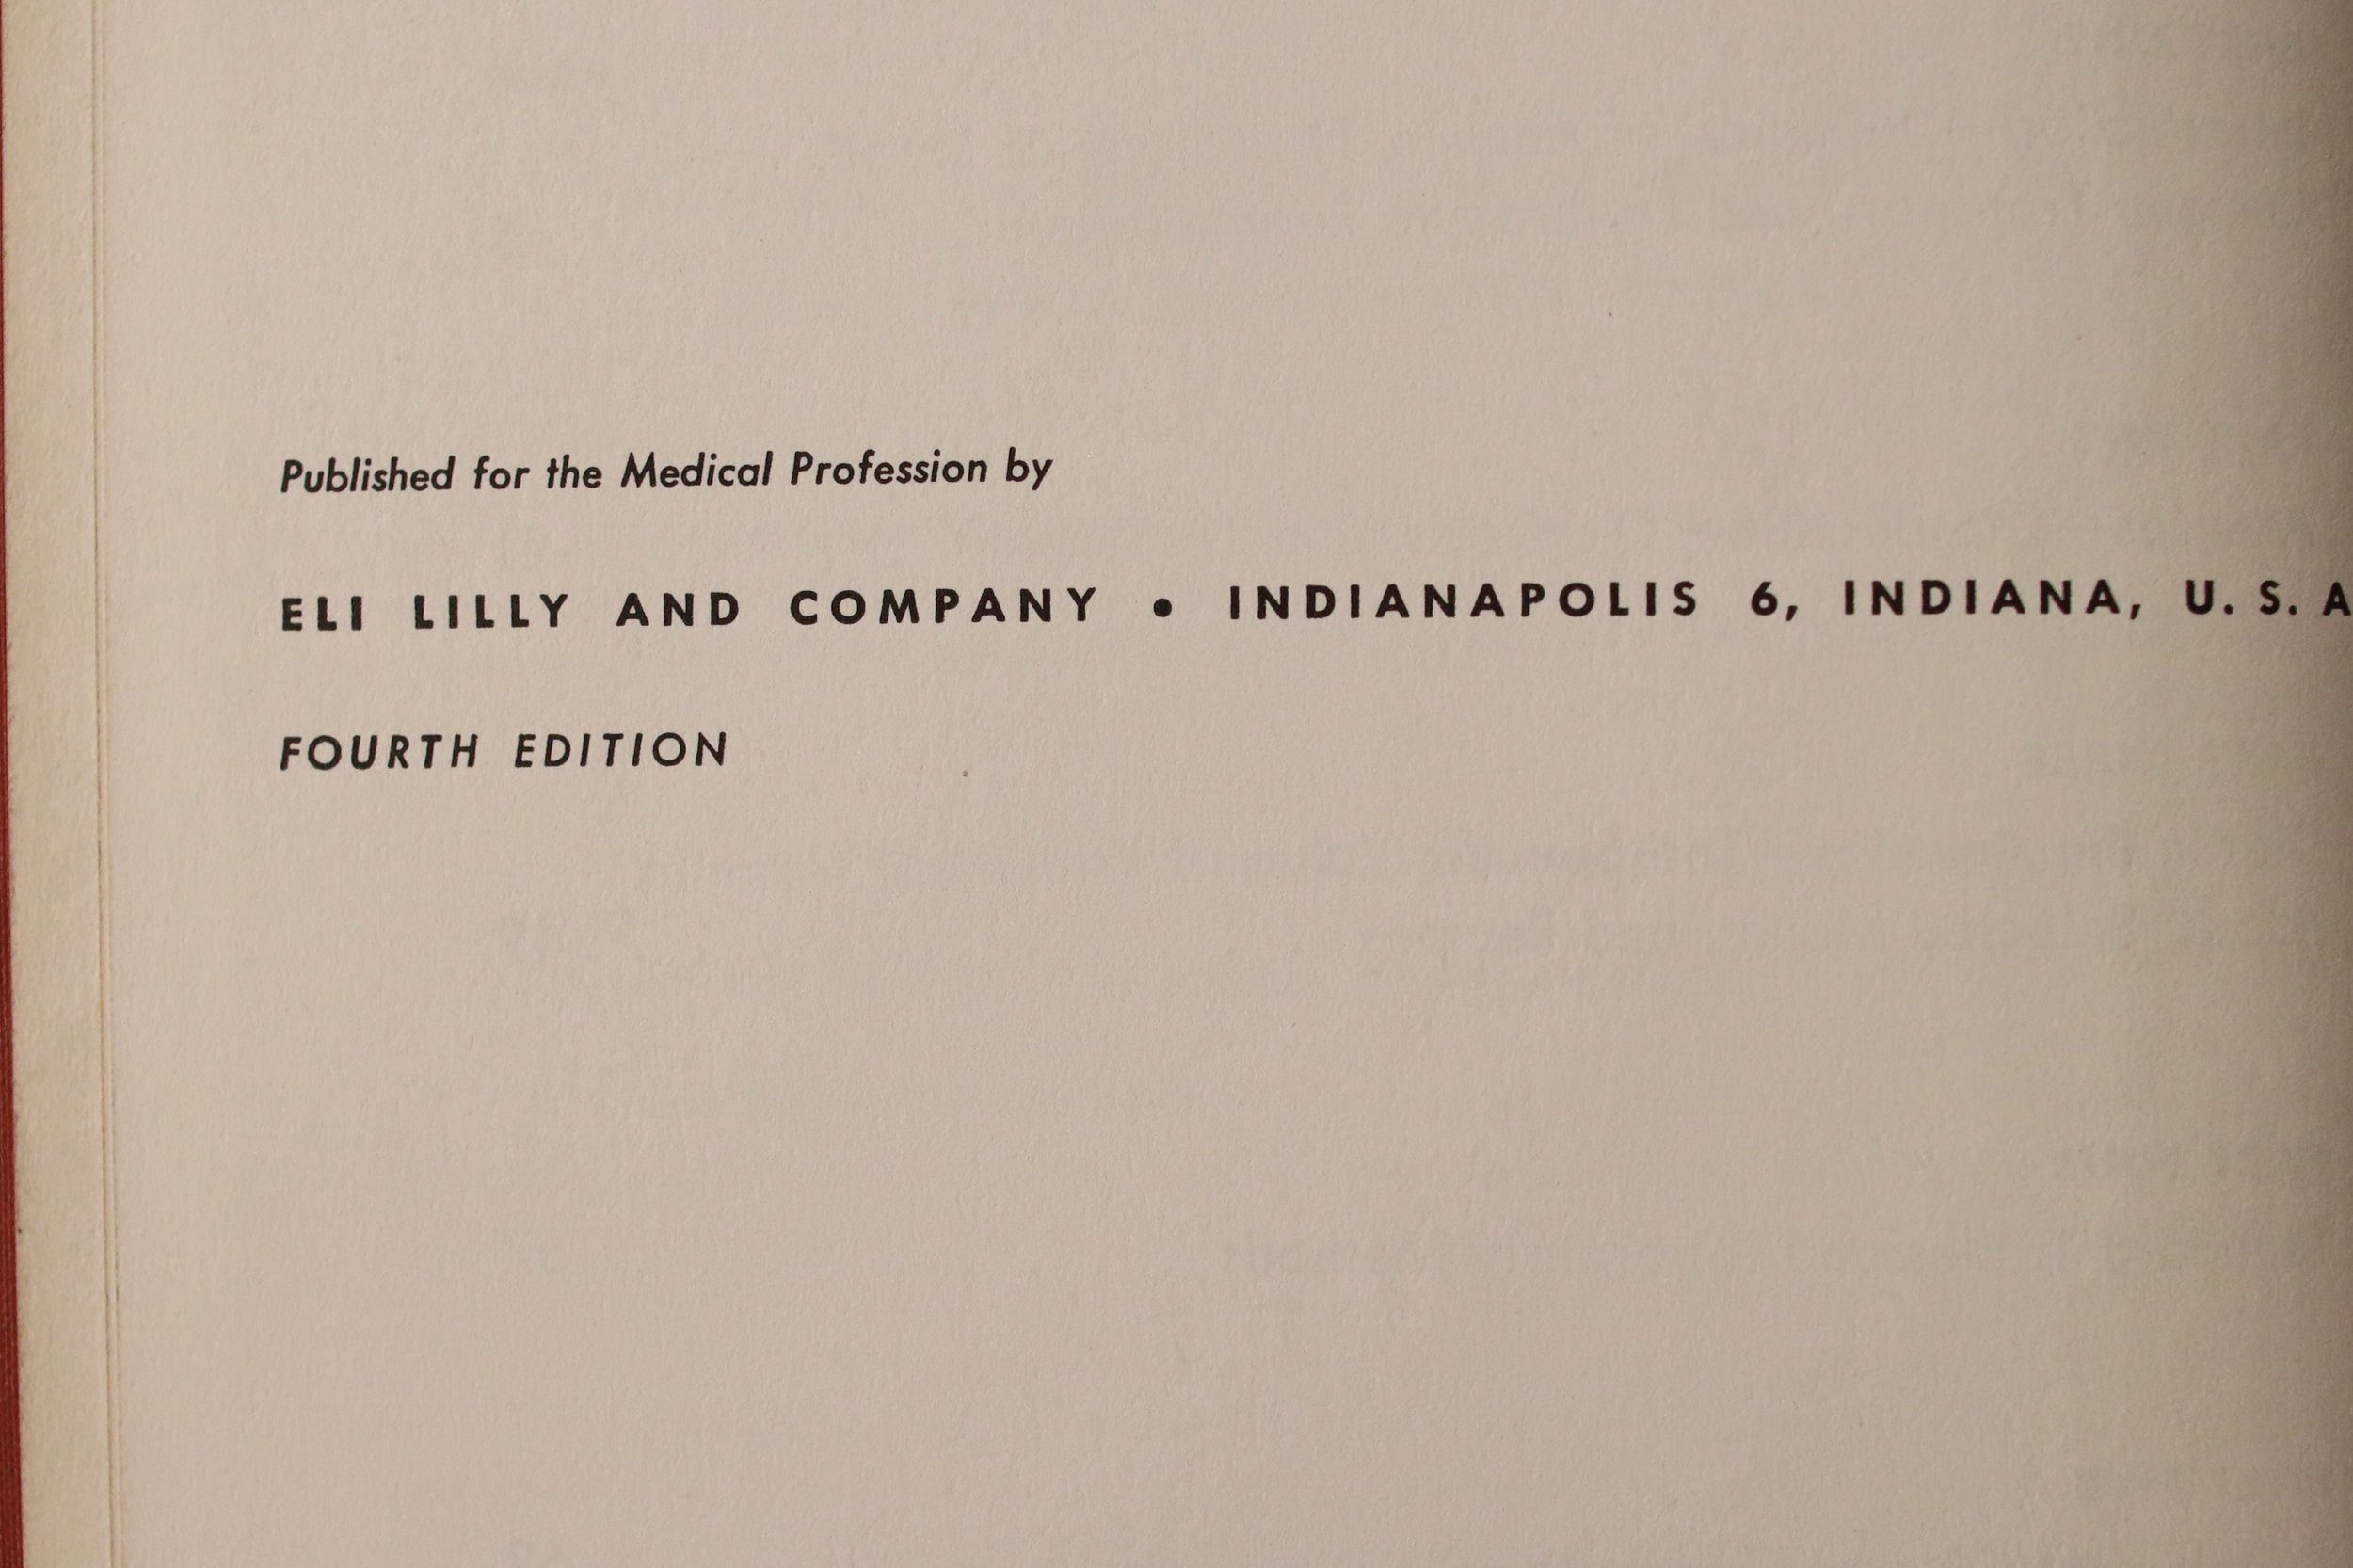 Published for the Medical Profession by
ELI LILLY AND COMPANY • INDIANAPOLIS 6, INDIANA, U. S. A
FOURTH EDITION